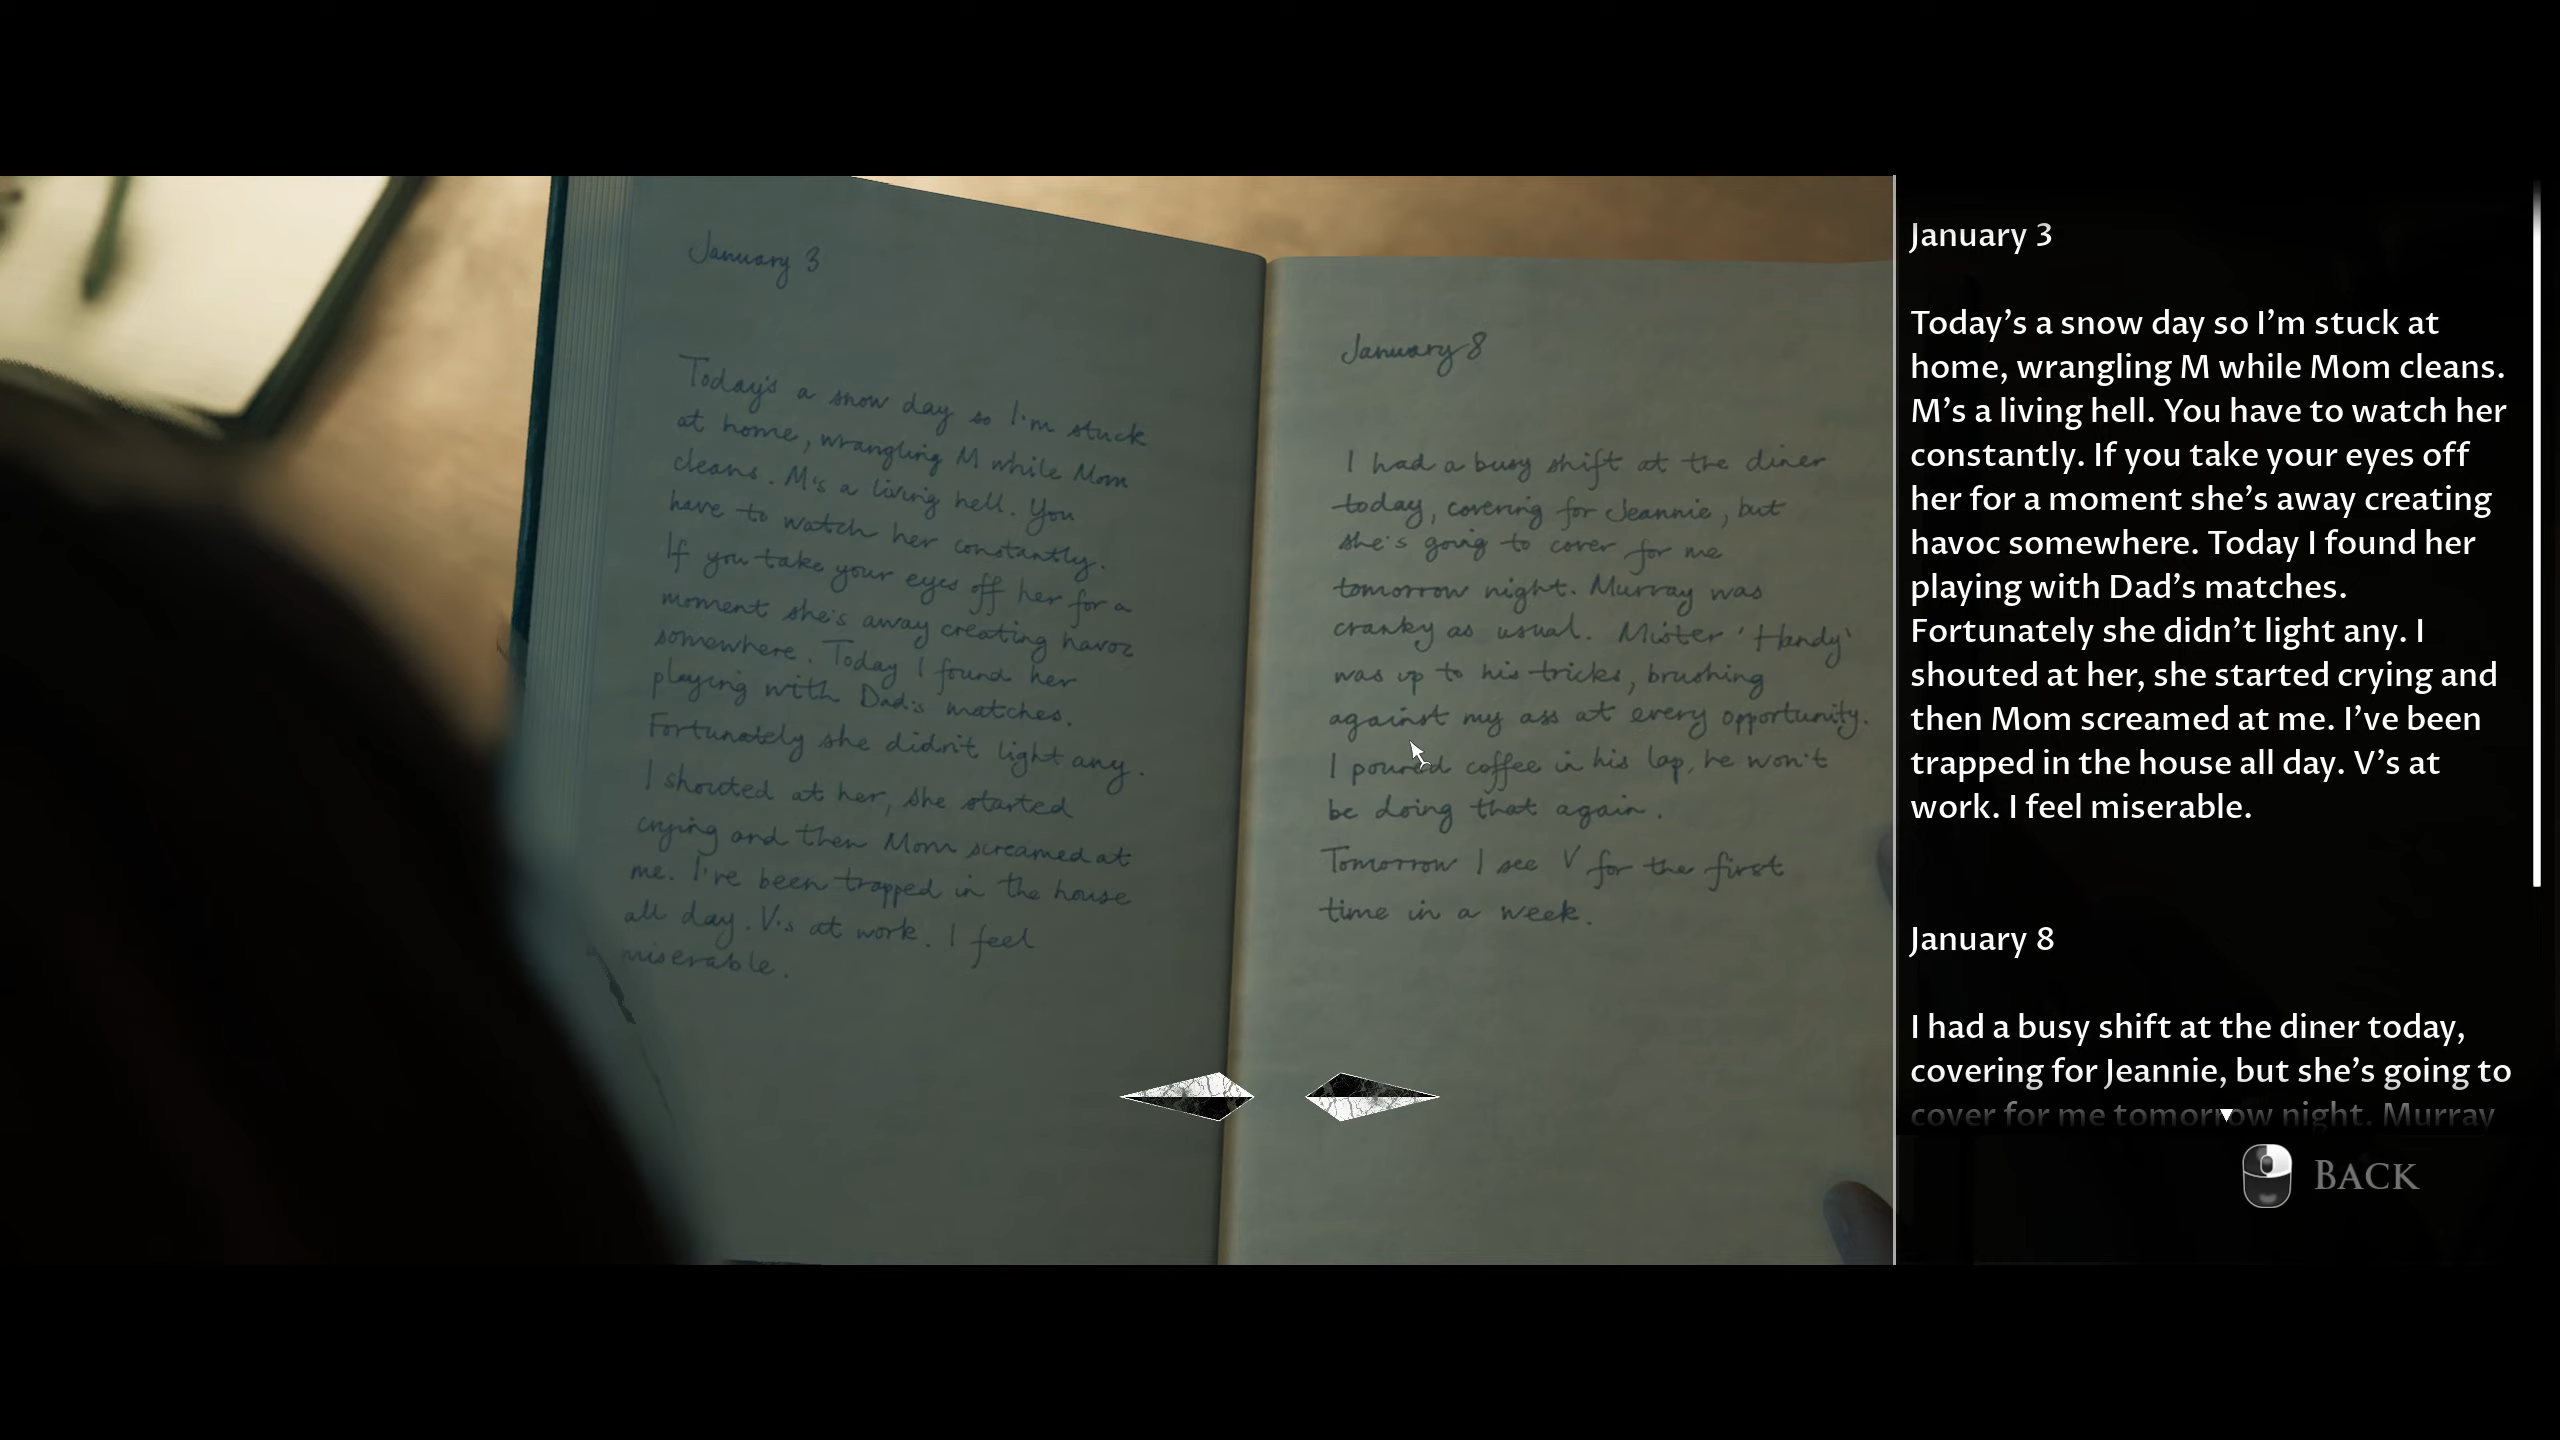 January 3
Today's a snow day so I'm stuck
at home, wrangling M while Mom
cleans. M's a living hell. You
have to watch her constantly.
If you take your eyes off her for a
moment she's away creating havoc
somewhere. Today I found her
playing with Dad's matches.
Fortunately she didn't light any.
I shouted at her, she started
crying and then Mom screamed at
me. I've been trapped in the house
all day. V's at work. I feel
miserable.
January 8
I had a busy shift at the diner
today, covering for Jeannie, but
she's going to cover for me
tomorrow night. Murray was
cranky as usual. Mister 'Handy'
was up to his tricks, brushing
against my ass at every opportunity.
I poured coffee in his lap, he won't
be doing that again.
Tomorrow I see V for the first
time in a week.
January 3
Today's a snow day so I'm stuck at
home, wrangling M while Mom cleans.
M's a living hell. You have to watch her
constantly. If you take your eyes off
her for a moment she's away creating
havoc somewhere. Today I found her
playing with Dad's matches.
Fortunately she didn't light any. I
shouted at her, she started crying and
then Mom screamed at me. I've been
trapped in the house all day. V's at
work. I feel miserable.
January 8
I had a busy shift at the diner today,
covering for Jeannie, but she's going to
cover for me tomorrow night. Murray
BACK